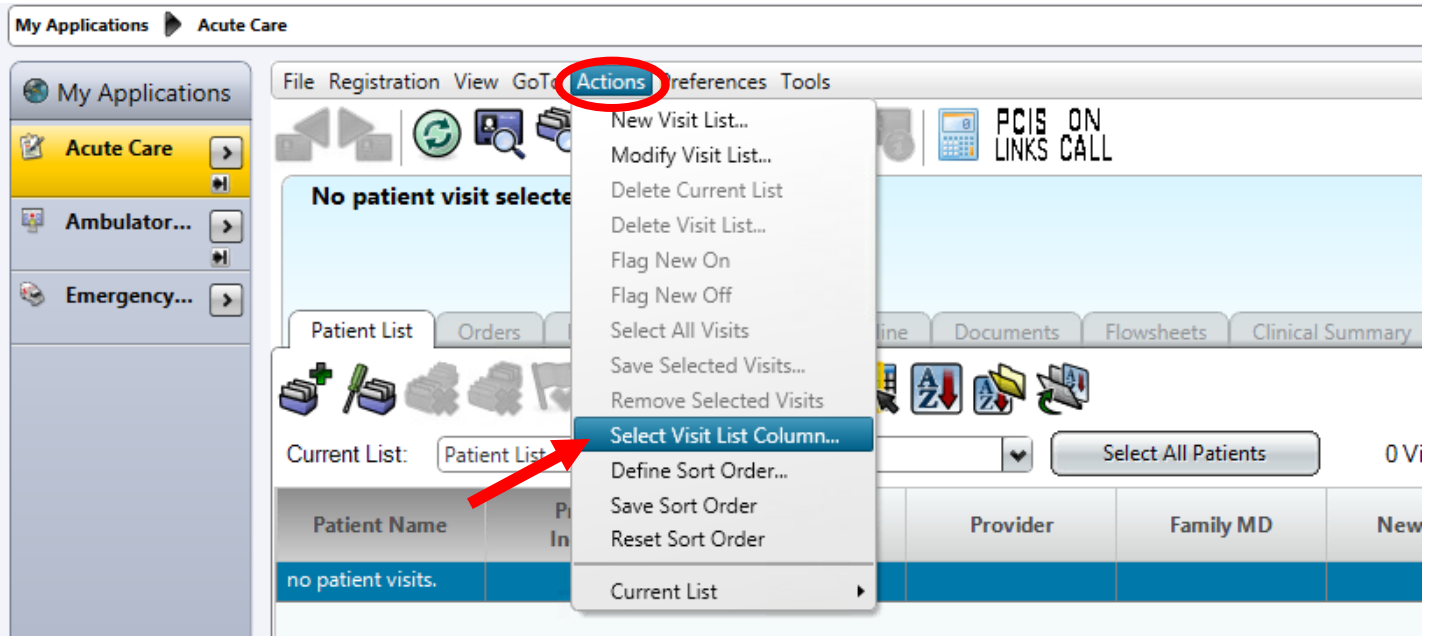 My Applications Acute Care
My Applications
Acute Care
Ambulator...
Emergency...
File Registration View GoTo Actions Preferences Tools
PCIS ON
LINKS CALL
No patient visit selecte
New Visit List...
Modify Visit List...
Delete Current List
Delete Visit List...
Flag New On
Flag New Off
Select All Visits
Save Selected Visits...
Remove Selected Visits
Select Visit List Column...
Define Sort Order...
Save Sort Order
Reset Sort Order
Current List
Patient List Orders line Documents Flowsheets Clinical Summary
Current List: Patient List Select All Patients 0 Vi
Patient Name Provider Family MD New
no patient visits.